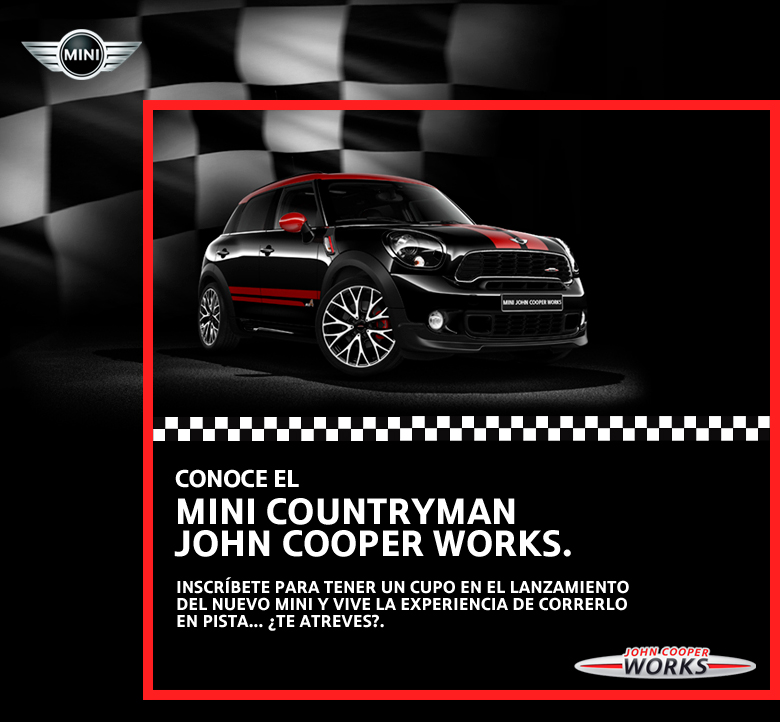 MINI
MINI JOHN COOPER WORKS
CONOCE EL
MINI COUNTRYMAN
JOHN COOPER WORKS.
INSCRÍBETE PARA TENER UN CUPO EN EL LANZAMIENTO
DEL NUEVO MINI Y VIVE LA EXPERIENCIA DE CORRERLO
EN PISTA... ¿TE ATREVES?.
JOHN COOPER
WORKS